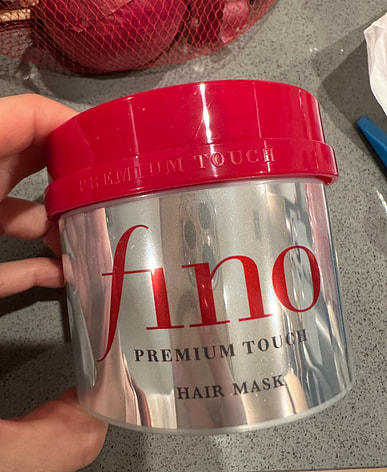 PREMIUM TOUCH
fino
PREMIUM TOUCH
HAIR MASK